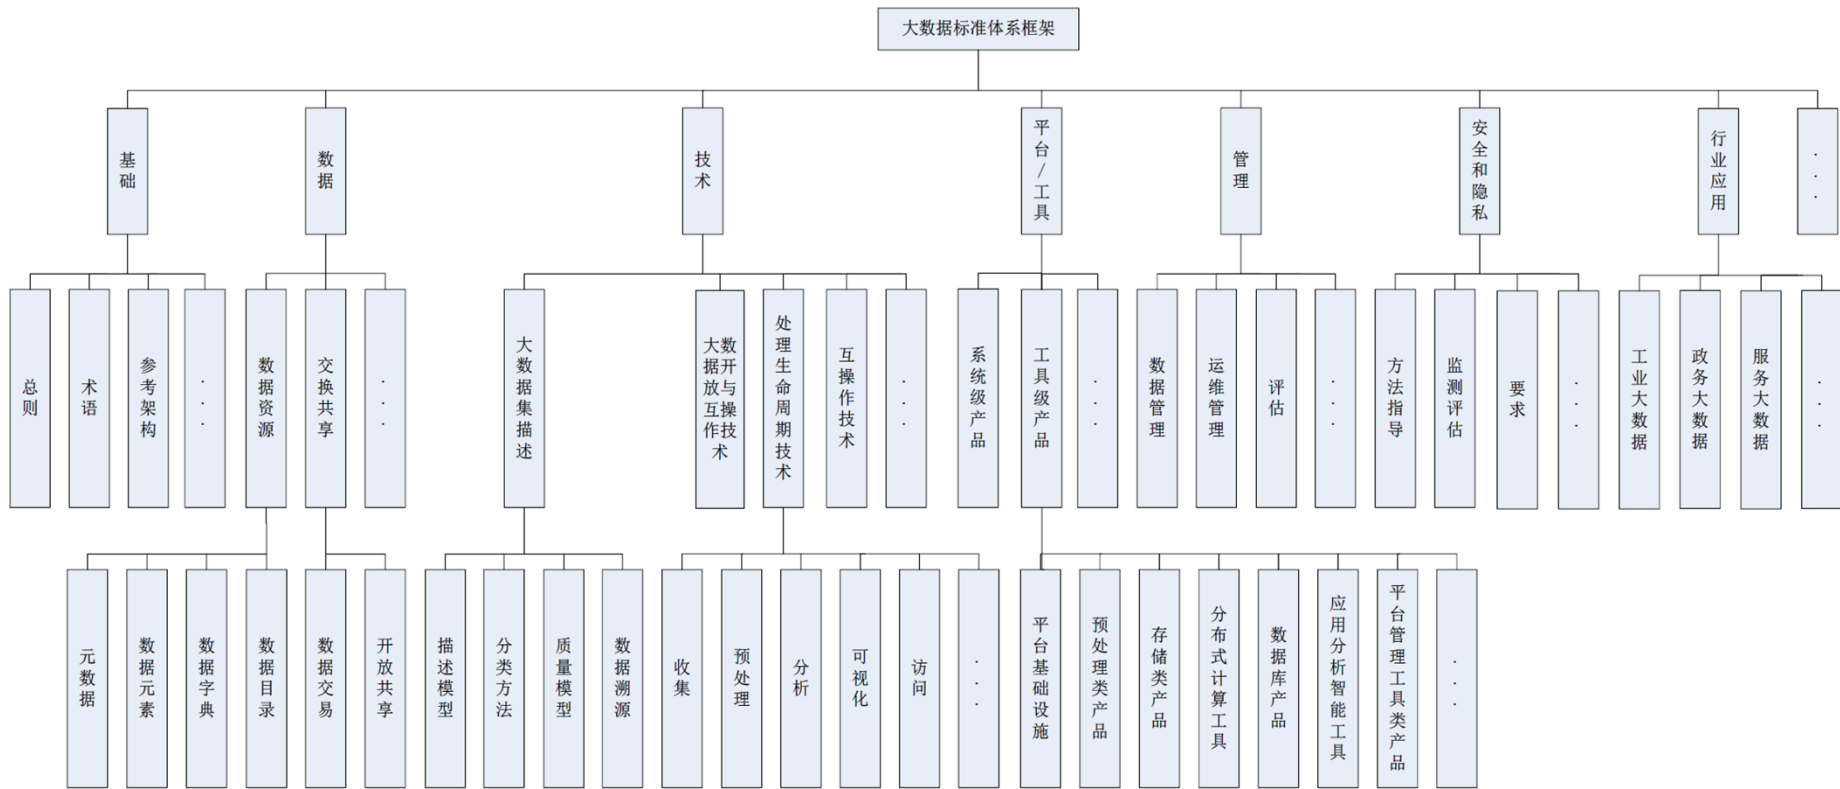 大数据标准体系框架
基础
数据
技术
平台/工具
管理
安全和隐私
行业应用
...
总则
术语
参考架构
...
数据资源
交换共享
...
大数据集描述
大数据开放与互操作技术
处理生命周期技术
互操作技术
...
系统级产品
工具级产品
...
数据管理
运维管理
评估
...
方法指导
监测评估
要求
...
工业大数据
政务大数据
服务大数据
...
元数据
数据元素
数据字典
数据目录
数据交易
开放共享
描述模型
分类方法
质量模型
数据溯源
收集
预处理
分析
可视化
访问
...
平台基础设施
预处理类产品
存储类产品
分布式计算工具
数据库产品
应用分析智能工具
平台管理工具类产品
...